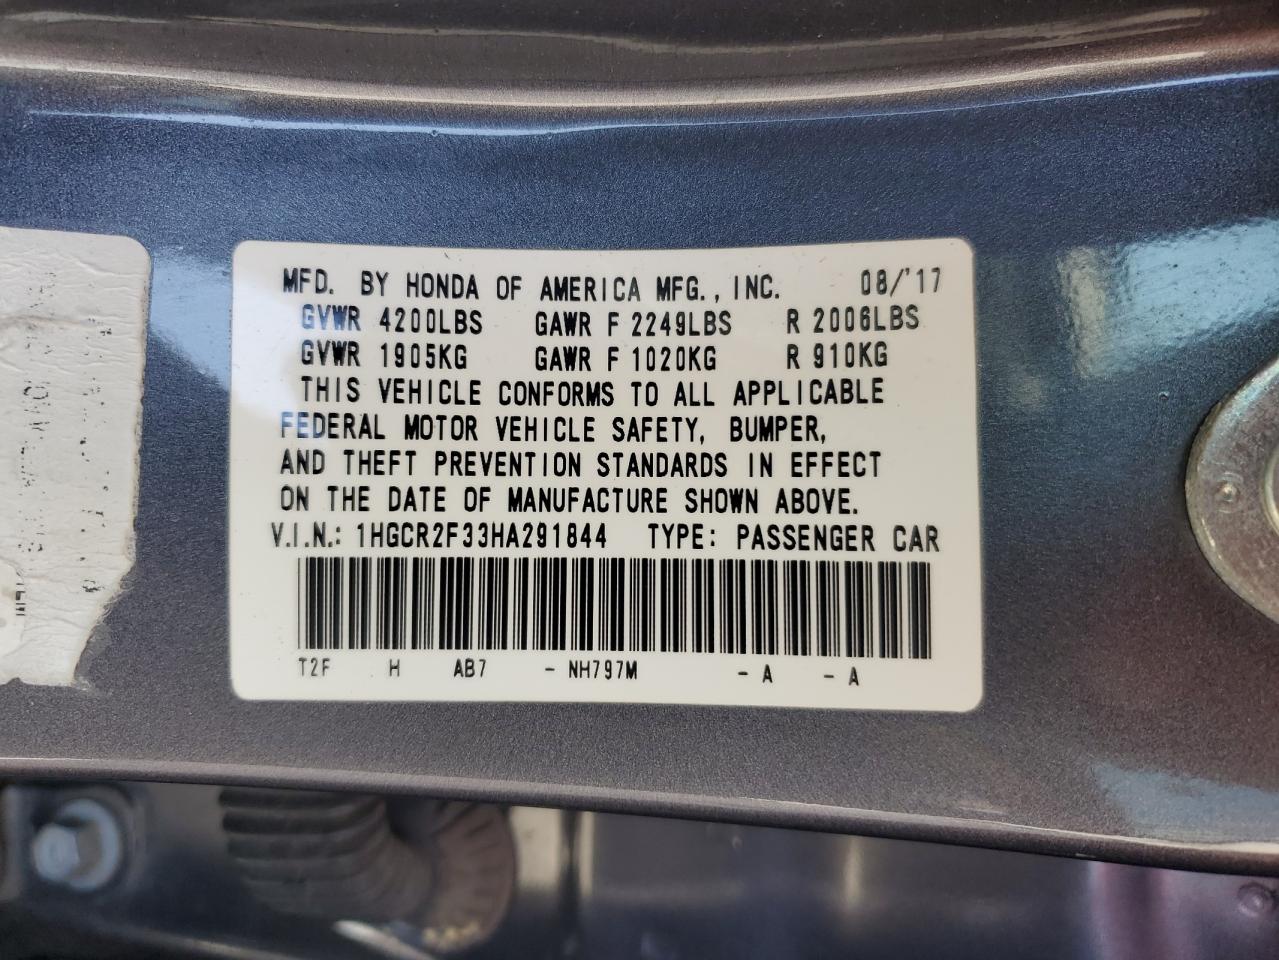 MFD. BY HONDA OF AMERICA MFG., INC. 08/'17
GVWR 4200LBS GAWR F 2249LBS R 2006LBS
GVWR 1905KG GAWR F 1020KG R 910KG
THIS VEHICLE CONFORMS TO ALL APPLICABLE
FEDERAL MOTOR VEHICLE SAFETY, BUMPER,
AND THEFT PREVENTION STANDARDS IN EFFECT
ON THE DATE OF MANUFACTURE SHOWN ABOVE.
V.I.N.: 1HGCR2F33HA291844 TYPE: PASSENGER CAR
T2F H AB7 - NH797M - A - A